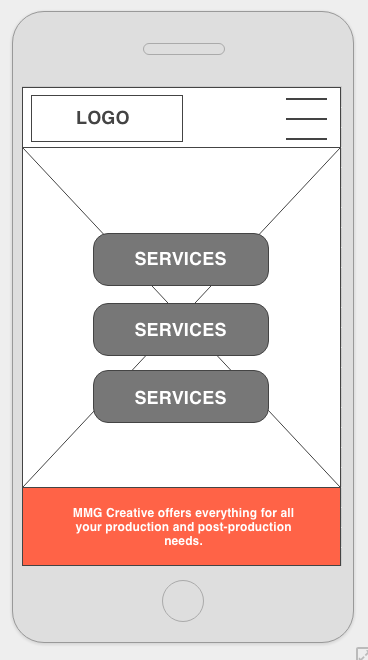 LOGO
SERVICES
SERVICES
SERVICES
MMG Creative offers everything for all
your production and post-production
needs.